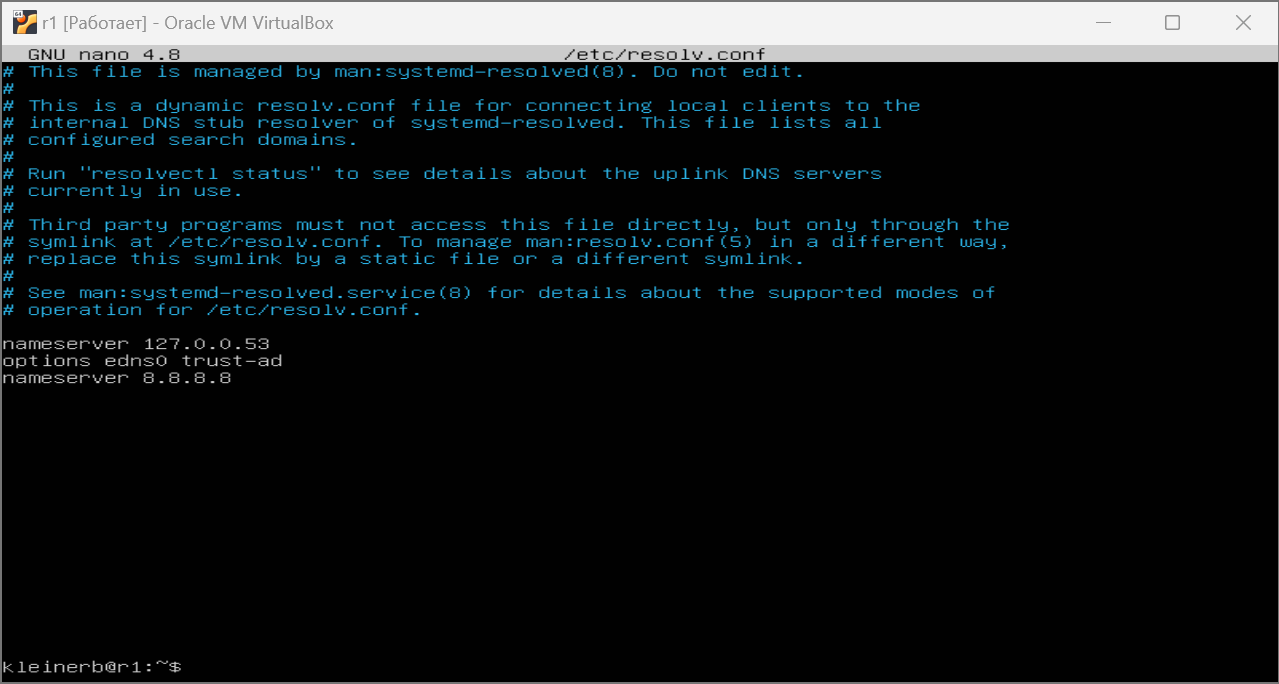 r1 [Работает] - Oracle VM VirtualBox
GNU nano 4.8 /etc/resolv.conf
# This file is managed by man:systemd-resolved(8). Do not edit.
#
# This is a dynamic resolv.conf file for connecting local clients to the
# internal DNS stub resolver of systemd-resolved. This file lists all
# configured search domains.
#
# Run "resolvectl status" to see details about the uplink DNS servers
# currently in use.
#
# Third party programs must not access this file directly, but only through the
# symlink at /etc/resolv.conf. To manage man:resolv.conf(5) in a different way,
# replace this symlink by a static file or a different symlink.
#
# See man:systemd-resolved.service(8) for details about the supported modes of
# operation for /etc/resolv.conf.
nameserver 127.0.0.53
options edns0 trust-ad
nameserver 8.8.8.8
kleinerb@r1:~$